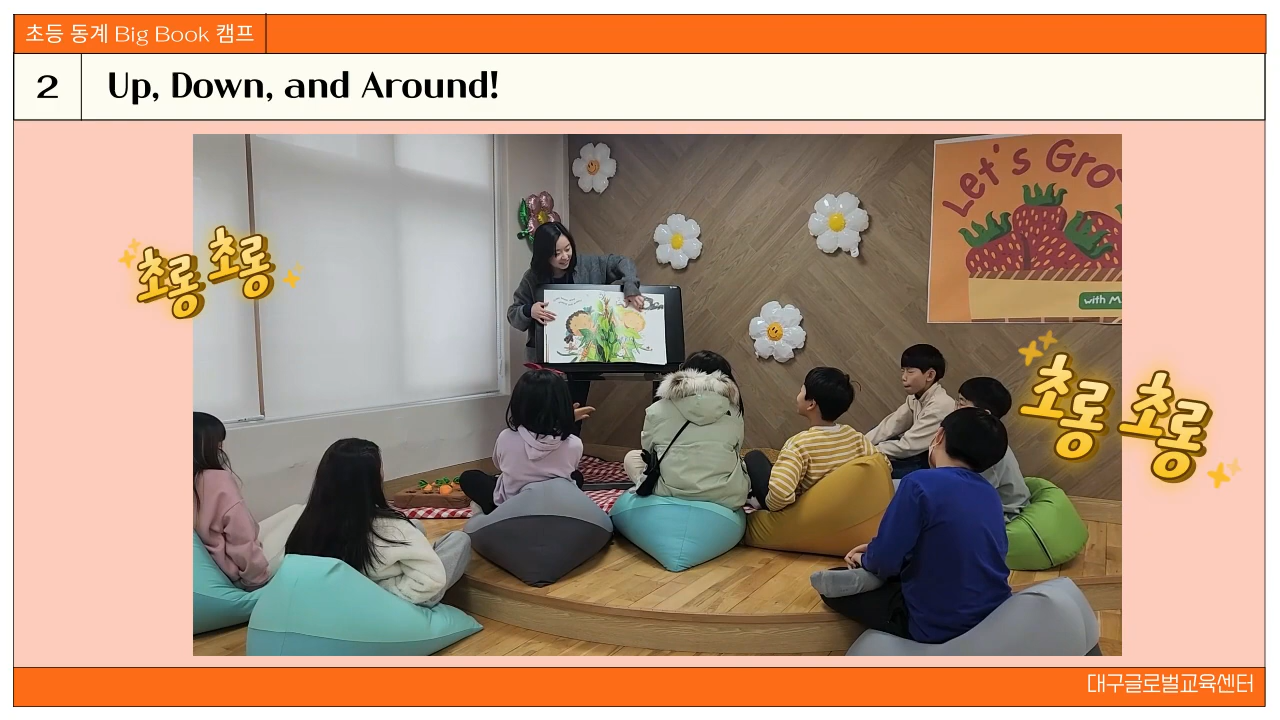 초등 동계 Big Book 캠프
2
Up, Down, and Around!
Let's
with
초롱 초롱
초롱 초롱
대구글로벌교육센터